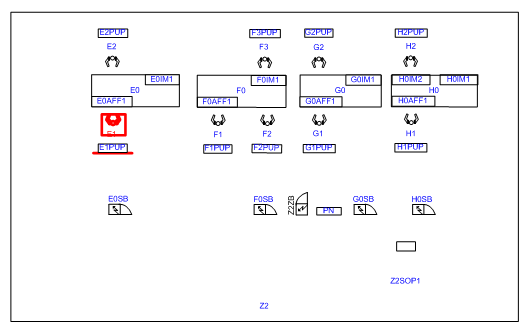 E2PUP F3PUP G2PUP H2PUP
E2 F3 G2 H2
E0IM1 F0IM1 G0IM1 H0IM2 H0IM1
E0 F0 G0 H0
E0AFF1 F0AFF1 G0AFF1 H0AFF1
E1 F1 F2 G1 H1
E1PUP F1PUP F2PUP G1PUP H1PUP
E0SB F0SB Z2ZB G0SB H0SB
PN
Z2SOP1
Z2